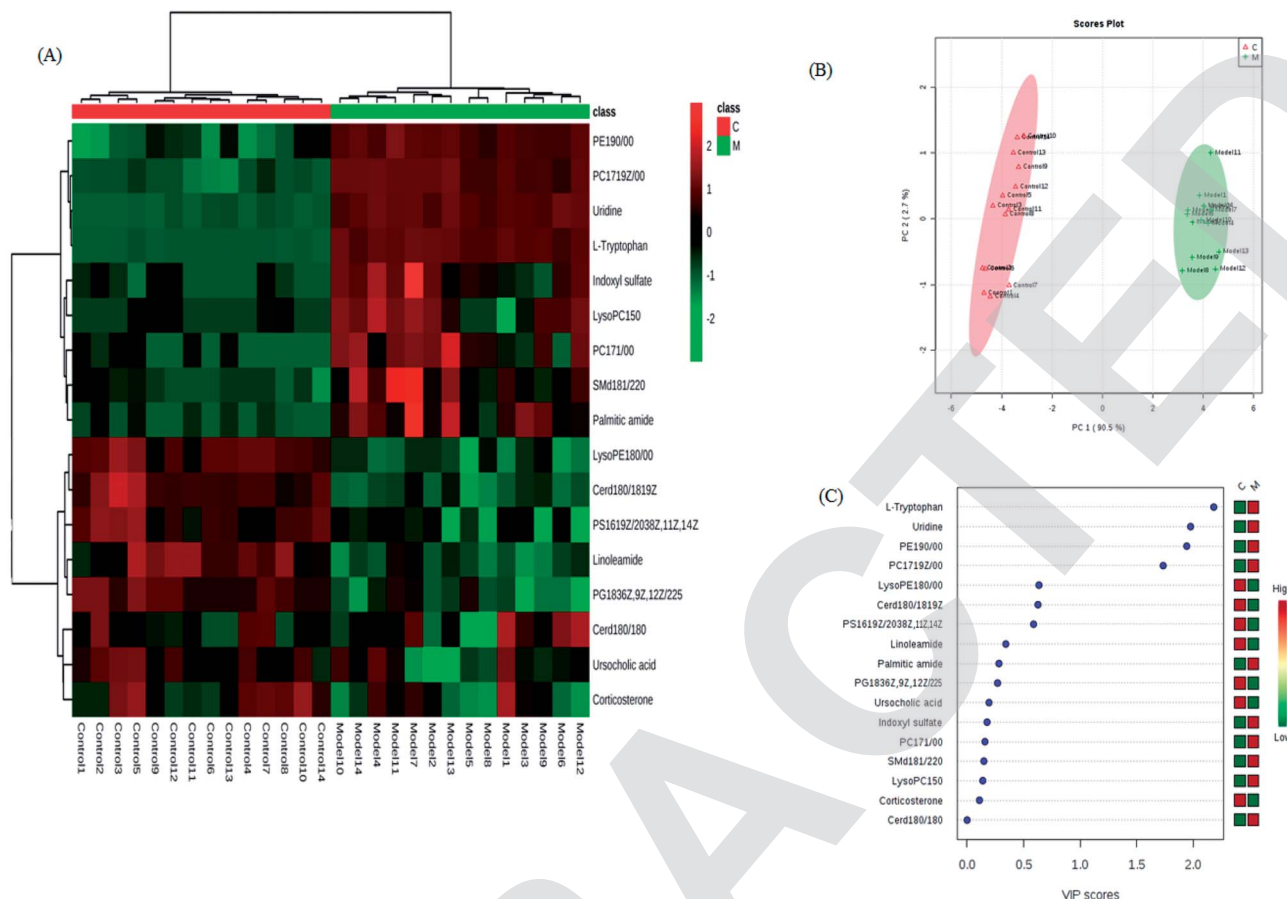 (A)
class
class
C
M
2
1
0
-1
-2
PE190/00
PC1719Z/00
Uridine
L-Tryptophan
Indoxyl sulfate
LysoPC150
PC171/00
SMd181/220
Palmitic amide
LysoPE180/00
Cerd180/1819Z
PS1619Z/2038Z,11Z,14Z
Linoleamide
PG1836Z,9Z,12Z/225
Cerd180/180
Ursocholic acid
Corticosterone
Control1
Control2
Control3
Control5
Control9
Control12
Control6
Control13
Control4
Control7
Control8
Control10
Control14
Model10
Model14
Model4
Model11
Model7
Model2
Model13
Model5
Model8
Model1
Model3
Model9
Model6
Model12
(B)
Scores Plot
C
M
PC 2 ( 2.7 %)
2
1
0
-1
-2
-6
-4
-2
0
2
4
6
PC 1 ( 90.5 %)
Control13
Control9
Control12
Control5
Control3
Control11
Control8
Control7
Control1
Control4
Model11
Model1
Model13
Model9
Model8
Model12
(C)
C M
L-Tryptophan
Uridine
PE190/00
PC1719Z/00
LysoPE180/00
Cerd180/1819Z
PS1619Z/2038Z,11Z,14Z
Linoleamide
Palmitic amide
PG1836Z,9Z,12Z/225
Ursocholic acid
Indoxyl sulfate
PC171/00
SMd181/220
LysoPC150
Corticosterone
Cerd180/180
0.0
0.5
1.0
1.5
2.0
VIP scores
High
Low